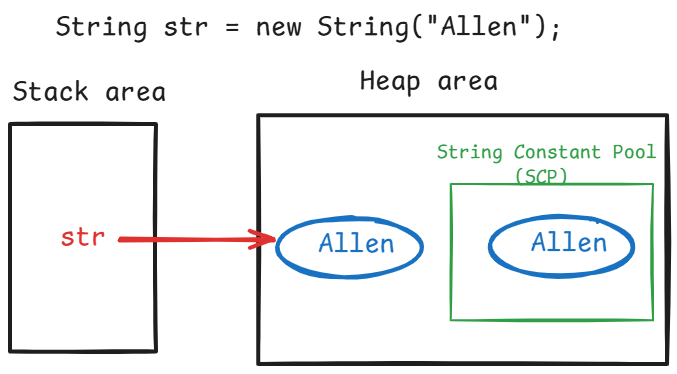 String str = new String("Allen");
Stack area
Heap area
String Constant Pool
(SCP)
str
Allen
Allen